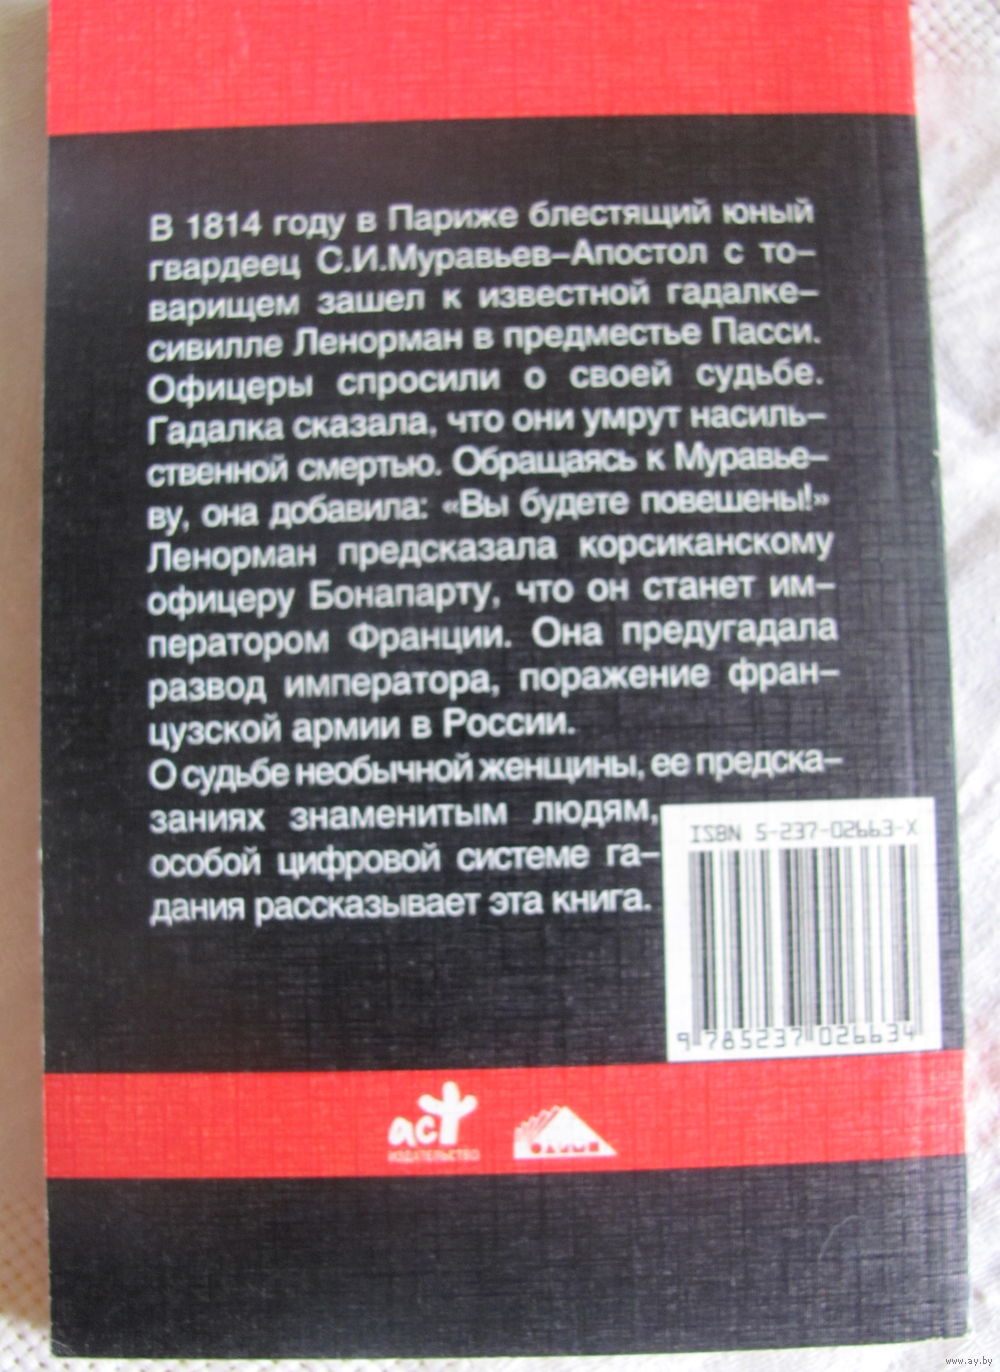 В 1814 году в Париже блестящий юный
гвардеец С.И.Муравьев-Апостол с то-
варищем зашел к известной гадалке-
сивилле Ленорман в предместье Пасси.
Офицеры спросили о своей судьбе.
Гадалка сказала, что они умрут насиль-
ственной смертью. Обращаясь к Муравье-
ву, она добавила: «Вы будете повешены!»
Ленорман предсказала корсиканскому
офицеру Бонапарту, что он станет им-
ператором Франции. Она предугадала
развод императора, поражение фран-
цузской армии в России.
О судьбе необычной женщины, ее предска-
заниях знаменитым людям,
особой цифровой системе га-
дания рассказывает эта книга.
ISBN 5-237-02663-X
9 785237 026634
аст
ИЗДАТЕЛЬСТВО
www.ay.by